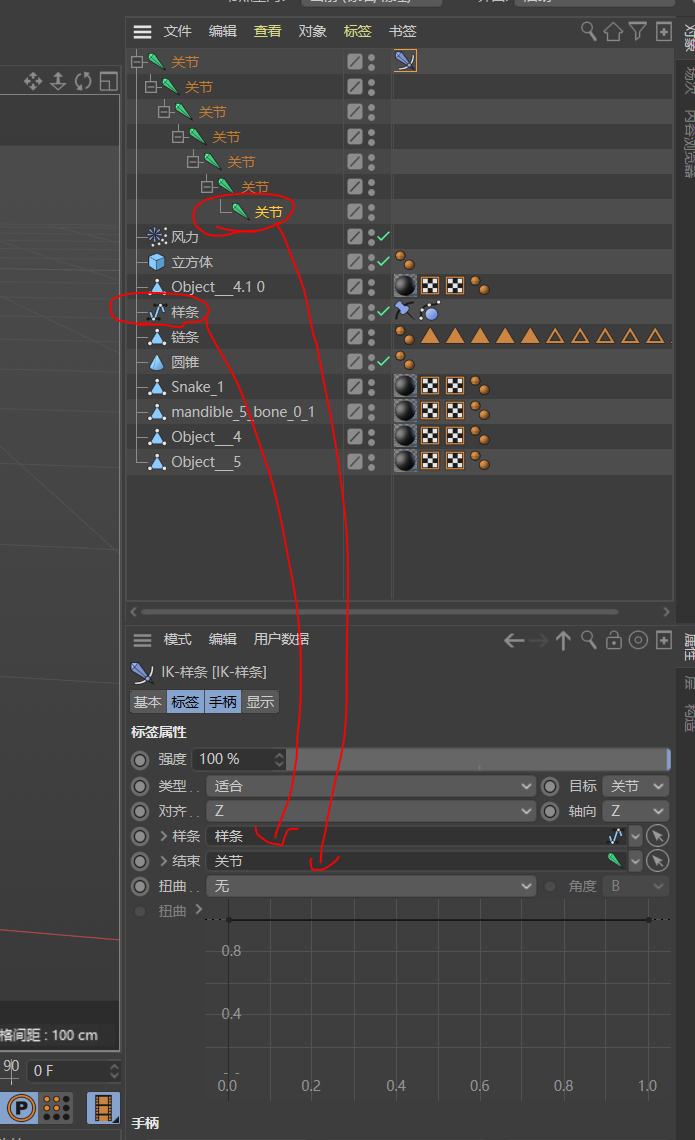 文件 编辑 查看 对象 标签 书签
对象
场次
内容浏览器
关节
关节
关节
关节
关节
关节
关节
风力
立方体
Object___4.1 0
样条
链条
圆锥
Snake_1
mandible_5_bone_0_1
Object___4
Object___5
模式 编辑 用户数据
属性
层
构造
IK-样条 [IK-样条]
基本 标签 手柄 显示
标签属性
强度 100 %
类型 . . 适合 目标 关节
对齐 . . Z 轴向 Z
样条 样条
结束 关节
扭曲 . . 无 角度 B
扭曲
0.8
0.4
0.0 0.2 0.4 0.6 0.8 1.0
手柄
格间距 : 100 cm
90 0 F
P